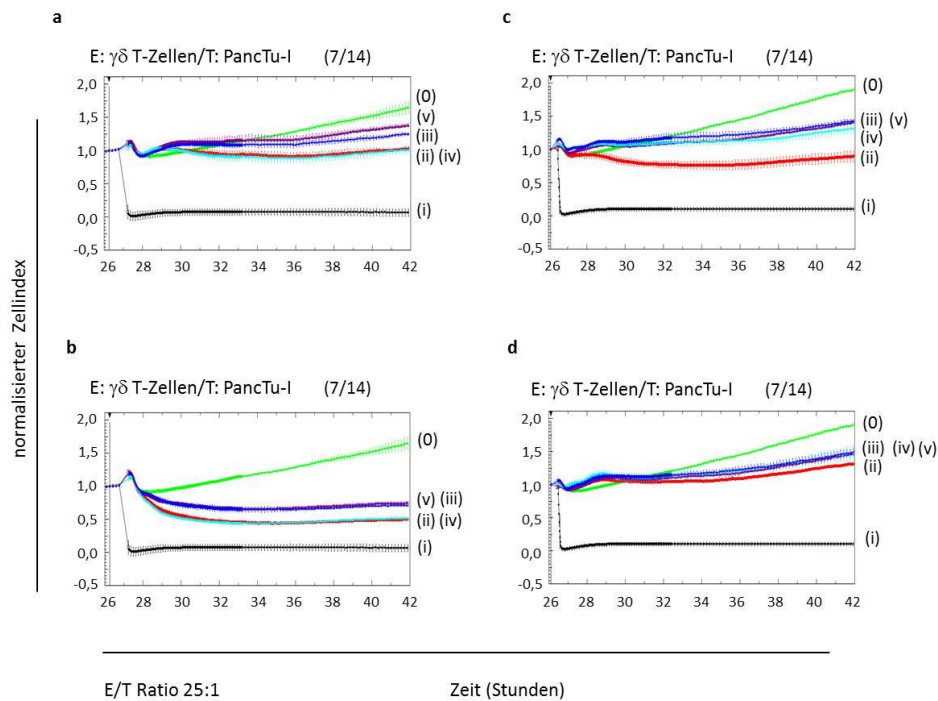 a
E: γδ T-Zellen/T: PancTu-I (7/14)
2,0
1,5
1,0
0,5
0,0
-0,5
26 28 30 32 34 36 38 40 42
(0)
(v)
(iii)
(ii) (iv)
(i)
c
E: γδ T-Zellen/T: PancTu-I (7/14)
2,0
1,5
1,0
0,5
0,0
-0,5
26 28 30 32 34 36 38 40 42
(0)
(iii) (v)
(iv)
(ii)
(i)
b
E: γδ T-Zellen/T: PancTu-I (7/14)
2,0
1,5
1,0
0,5
0,0
-0,5
26 28 30 32 34 36 38 40 42
(0)
(v) (iii)
(ii) (iv)
(i)
d
E: γδ T-Zellen/T: PancTu-I (7/14)
2,0
1,5
1,0
0,5
0,0
-0,5
26 28 30 32 34 36 38 40 42
(0)
(iii) (iv) (v)
(ii)
(i)
normalisierter Zellindex
E/T Ratio 25:1 Zeit (Stunden)